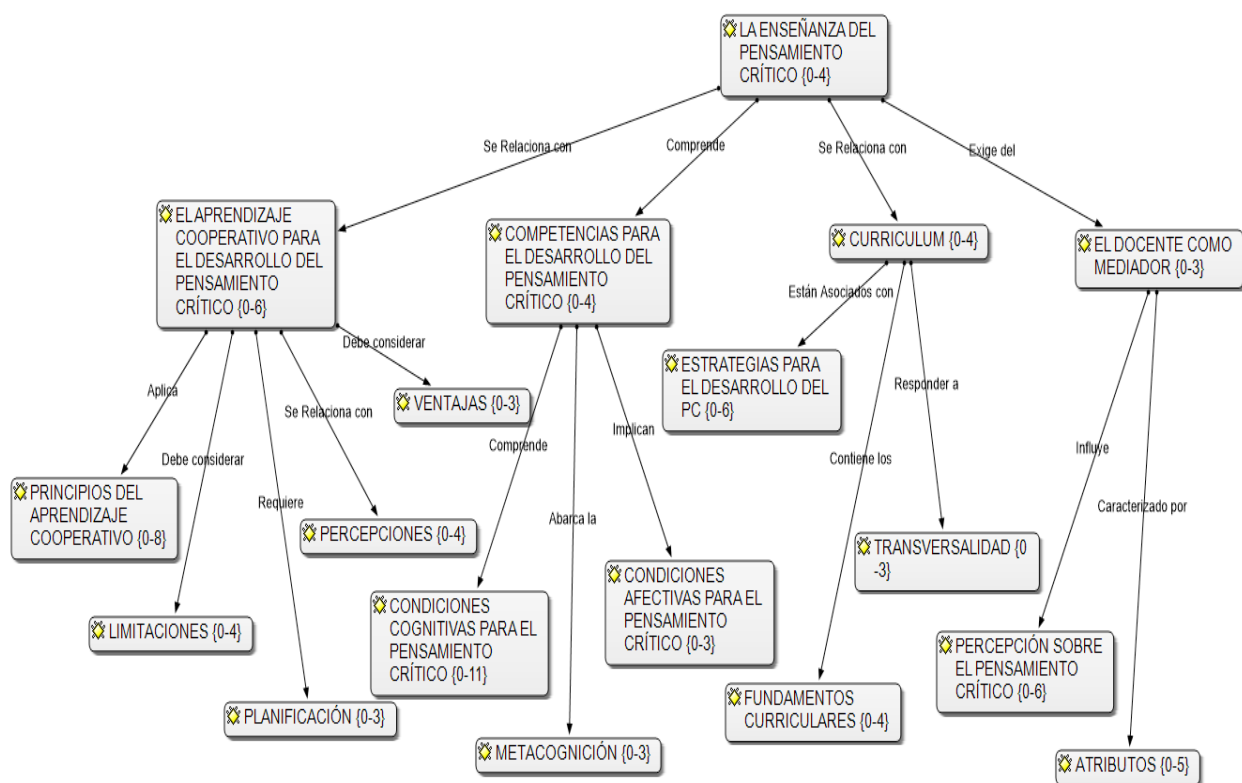 LA ENSEÑANZA DEL
PENSAMIENTO
CRÍTICO {0-4}
Se Relaciona con
Comprende
Se Relaciona con
Exige del
EL APRENDIZAJE
COOPERATIVO PARA
EL DESARROLLO DEL
PENSAMIENTO
CRÍTICO {0-6}
COMPETENCIAS PARA
EL DESARROLLO DEL
PENSAMIENTO
CRÍTICO {0-4}
CURRICULUM {0-4}
EL DOCENTE COMO
MEDIADOR {0-3}
Están Asociados con
Debe considerar
ESTRATEGIAS PARA
EL DESARROLLO DEL
PC {0-6}
Responder a
Aplica
VENTAJAS {0-3}
Se Relaciona con
Implican
Comprende
Influye
Debe considerar
Contiene los
Caracterizado por
PRINCIPIOS DEL
APRENDIZAJE
COOPERATIVO {0-8}
Requiere
Abarca la
PERCEPCIONES {0-4}
TRANSVERSALIDAD {0
-3}
CONDICIONES
AFECTIVAS PARA EL
PENSAMIENTO
CRÍTICO {0-3}
CONDICIONES
COGNITIVAS PARA EL
PENSAMIENTO
CRÍTICO {0-11}
LIMITACIONES {0-4}
PERCEPCIÓN SOBRE
EL PENSAMIENTO
CRÍTICO {0-6}
FUNDAMENTOS
CURRICULARES {0-4}
PLANIFICACIÓN {0-3}
METACOGNICIÓN {0-3}
ATRIBUTOS {0-5}